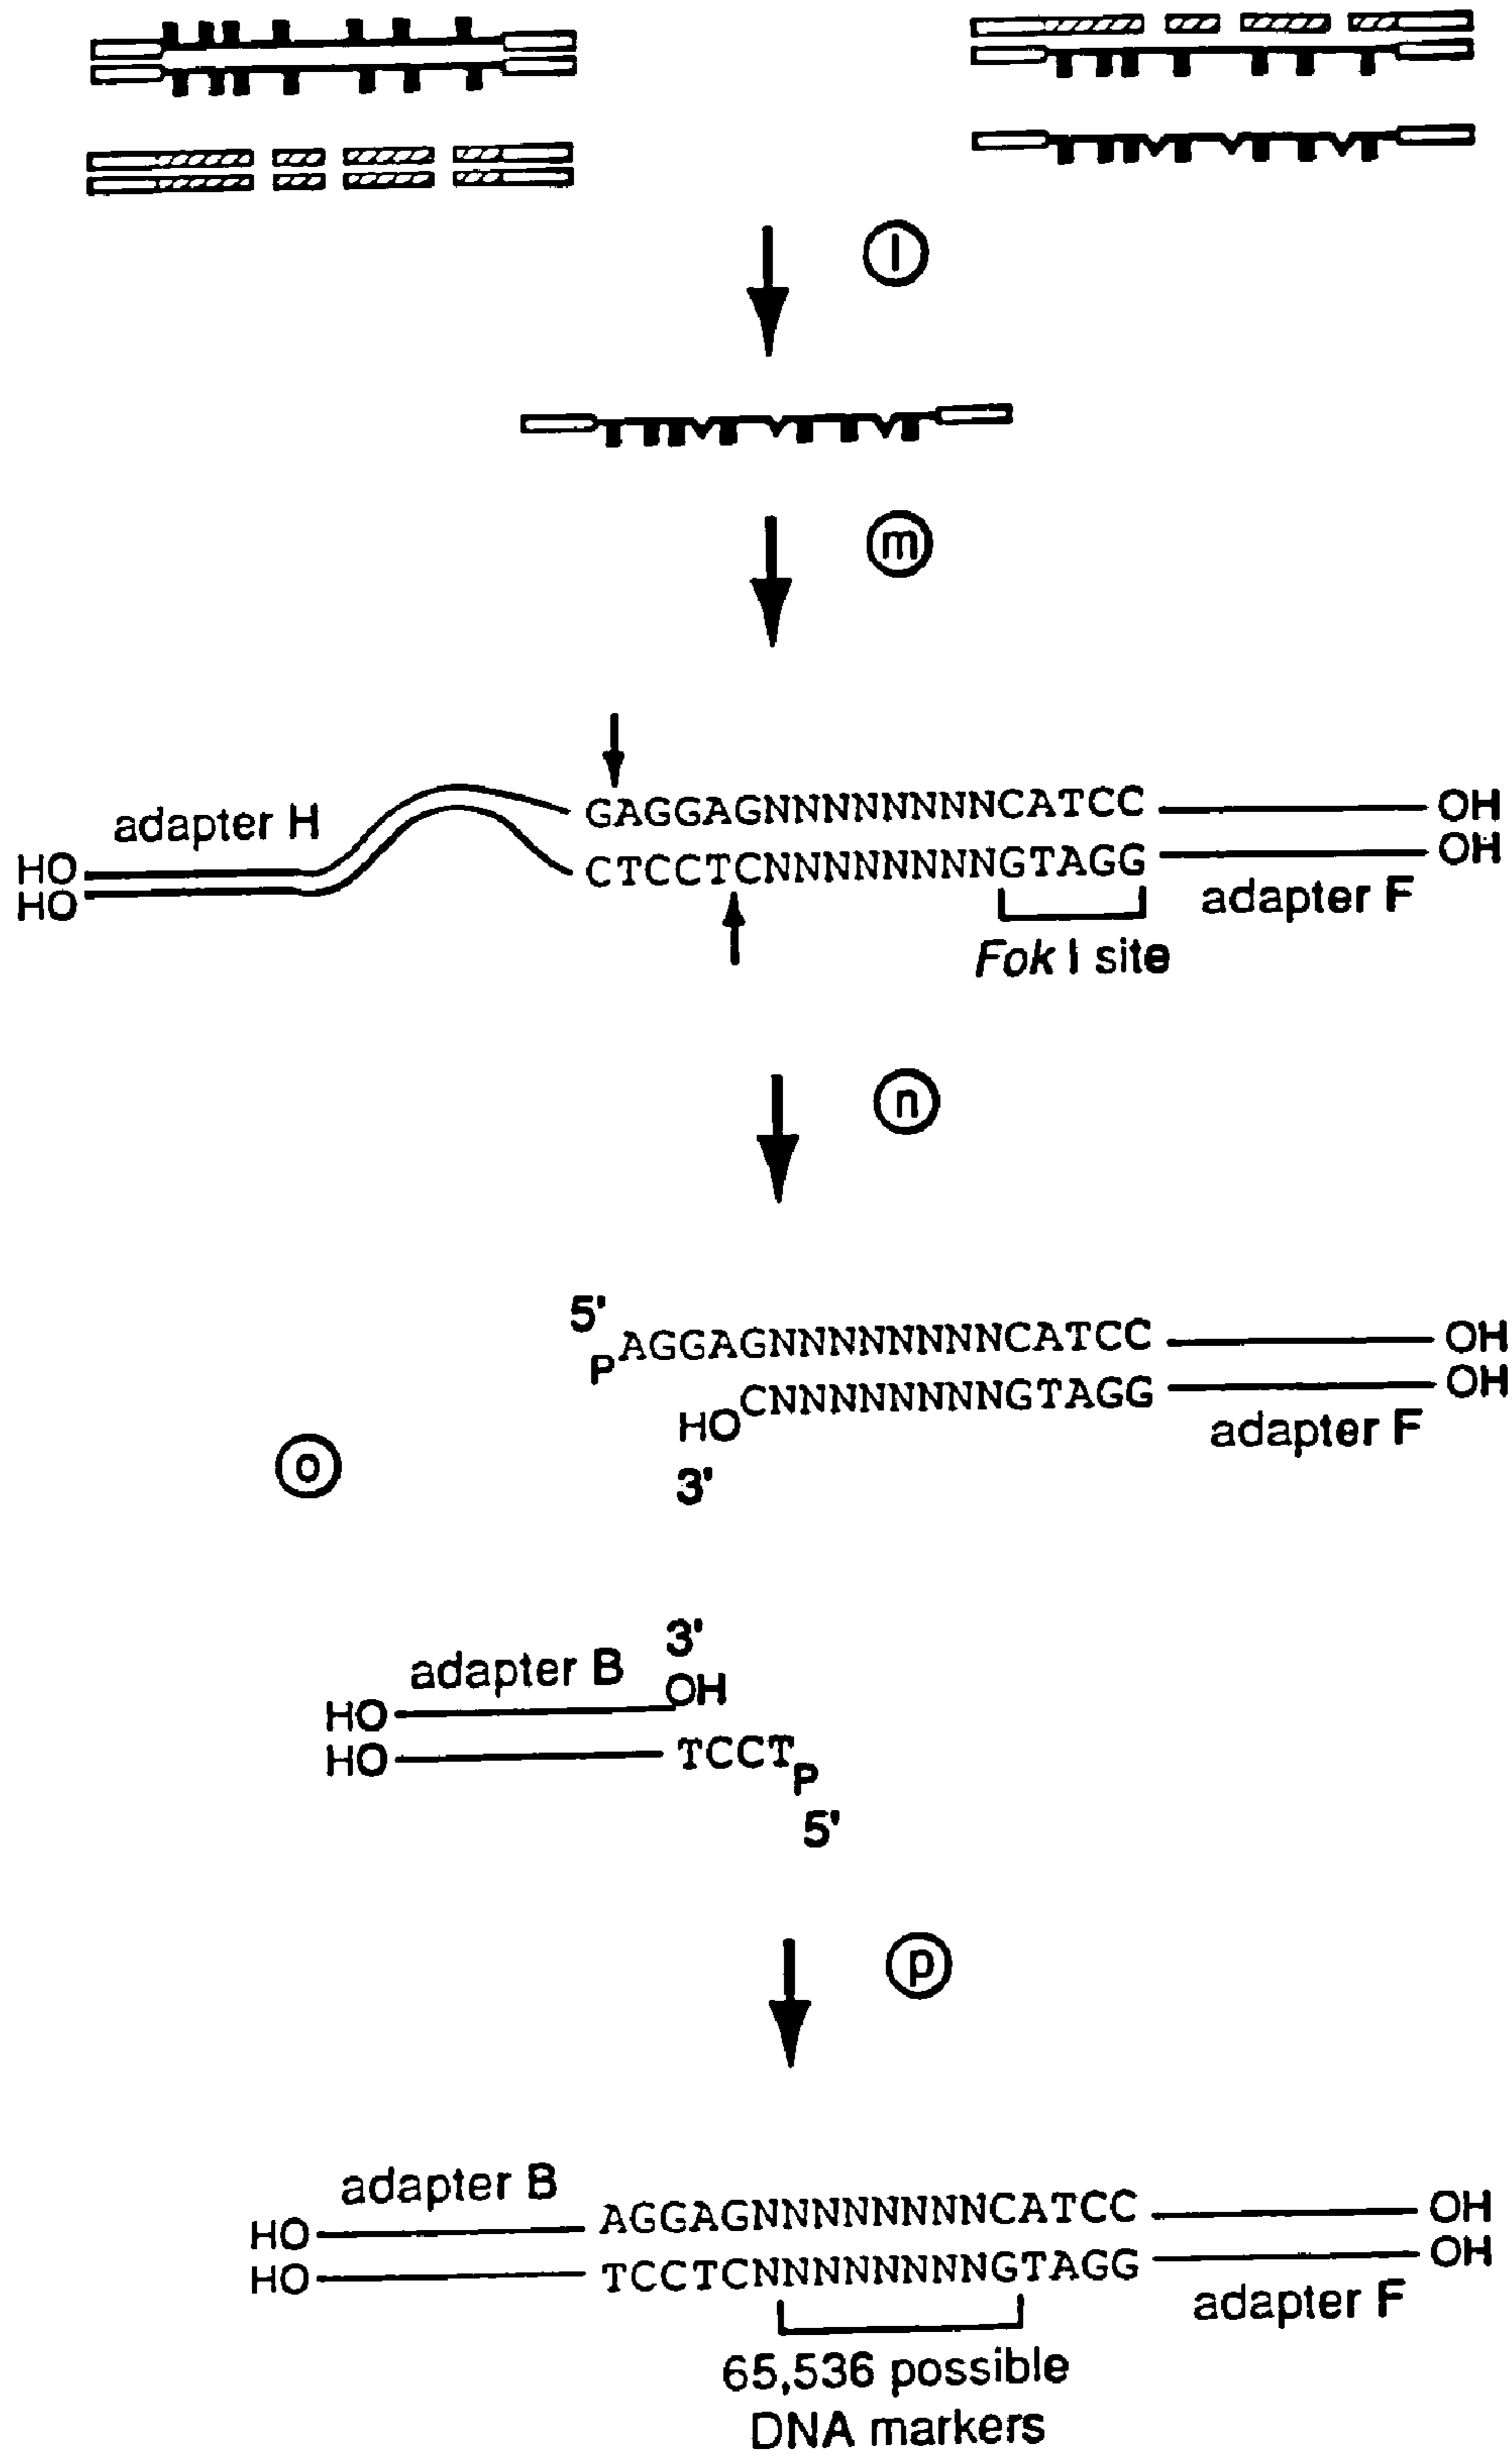 l
m
adapter H
GAGGAGNNNNNNNNCATCC OH
HO CTCCTCNNNNNNNNGTAGG OH
HO adapter F
Fok I site
n
5'
P AGGAGNNNNNNNNCATCC OH
HO CNNNNNNNNGTAGG OH
adapter F
o
3'
3'
adapter B OH
HO
HO TCCT P
5'
p
adapter B
HO AGGAGNNNNNNNNCATCC OH
HO TCCTCNNNNNNNNGTAGG OH
adapter F
65,536 possible
DNA markers